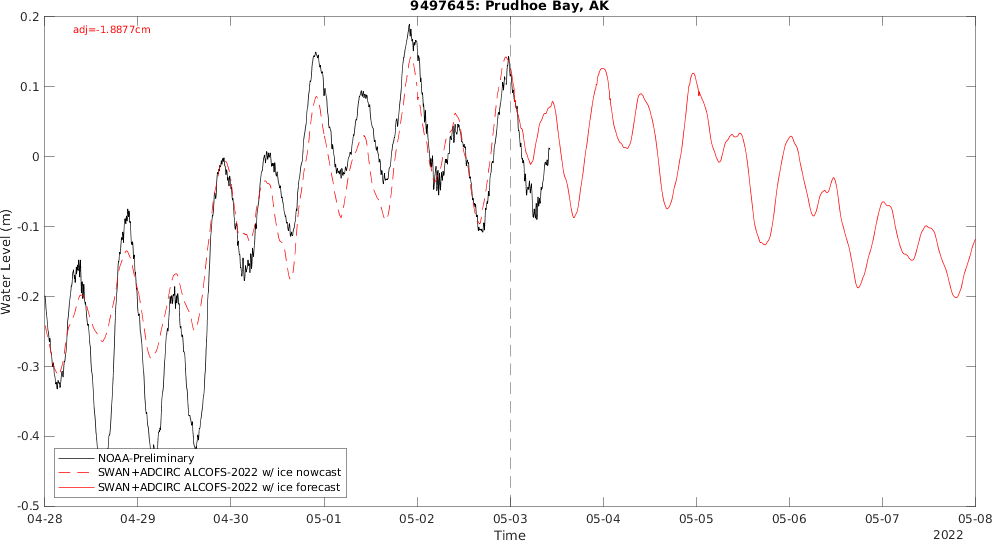 9497645: Prudhoe Bay, AK
adj=-1.8877cm
0.2
0.1
0
-0.1
-0.2
-0.3
-0.4
-0.5
Water Level (m)
NOAA-Preliminary
SWAN+ADCIRC ALCOFS-2022 w/ ice nowcast
SWAN+ADCIRC ALCOFS-2022 w/ ice forecast
04-28 04-29 04-30 05-01 05-02 05-03 05-04 05-05 05-06 05-07 05-08
Time
2022